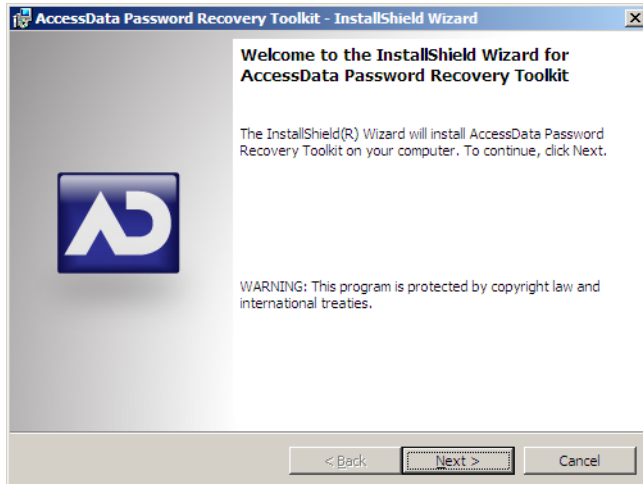 AccessData Password Recovery Toolkit - InstallShield Wizard
Welcome to the InstallShield Wizard for
AccessData Password Recovery Toolkit
The InstallShield(R) Wizard will install AccessData Password
Recovery Toolkit on your computer. To continue, click Next.
AD
WARNING: This program is protected by copyright law and
international treaties.
< Back
Next >
Cancel